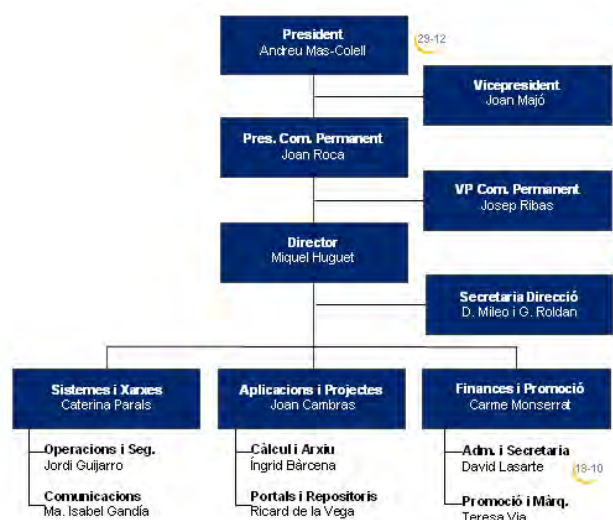 President
Andreu Mas-Colell
29-12
Vicepresident
Joan Majó
Pres. Com. Permanent
Joan Roca
VP Com. Permanent
Josep Ribas
Director
Miquel Huguet
Secretaria Direcció
D. Mileo i G. Roldan
Sistemes i Xarxes
Caterina Parals
Aplicacions i Projectes
Joan Cambras
Finances i Promoció
Carme Monserrat
Operacions i Seg.
Jordi Guijarro
Càlcul i Arxiu
Íngrid Bàrcena
Adm. i Secretaria
David Lasarte
18-10
Comunicacions
Ma. Isabel Gandía
Portals i Repositoris
Ricard de la Vega
Promoció i Màrq.
Teresa Via